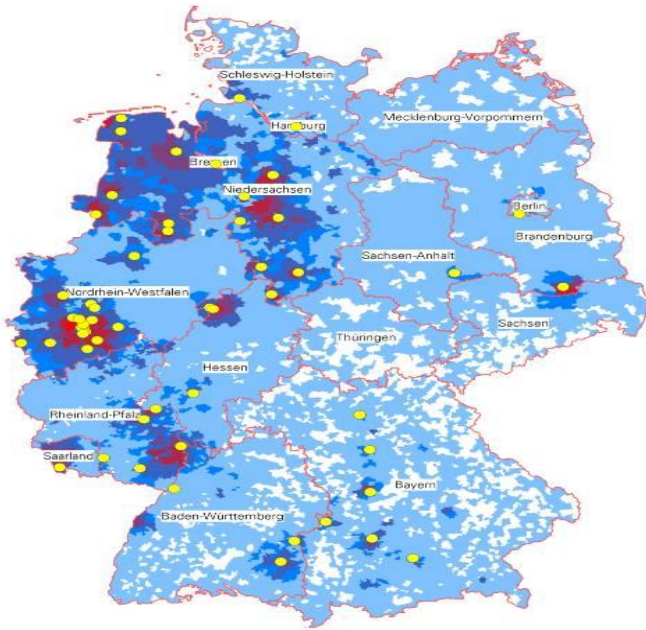 Schleswig-Holstein
Mecklenburg-Vorpommern
Hamburg
Bremen
Niedersachsen
Berlin
Brandenburg
Sachsen-Anhalt
Nordrhein-Westfalen
Sachsen
Thüringen
Hessen
Rheinland-Pfalz
Saarland
Bayern
Baden-Württemberg